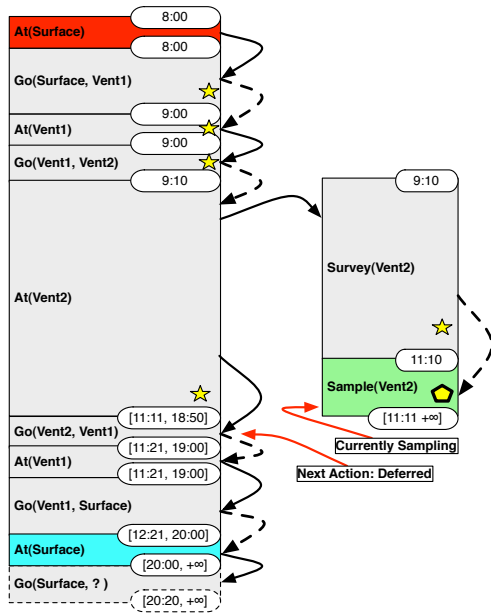 8:00
At(Surface)
8:00
Go(Surface, Vent1)
9:00
At(Vent1)
9:00
Go(Vent1, Vent2)
9:10
At(Vent2)
[11:11, 18:50]
Go(Vent2, Vent1)
[11:21, 19:00]
At(Vent1)
[11:21, 19:00]
Go(Vent1, Surface)
[12:21, 20:00]
At(Surface)
[20:00, +∞]
Go(Surface, ? )
[20:20, +∞]
9:10
Survey(Vent2)
11:10
Sample(Vent2)
[11:11 +∞]
Currently Sampling
Next Action: Deferred